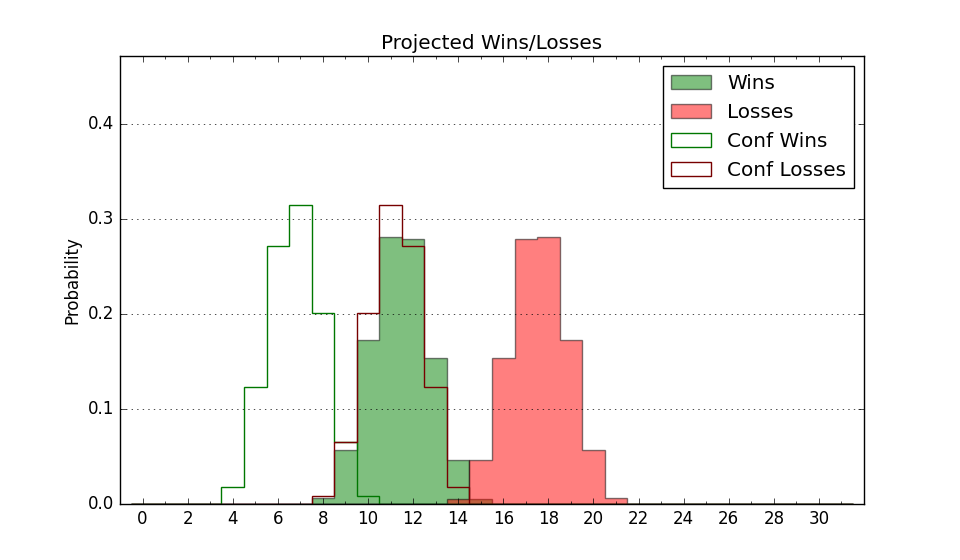 Projected Wins/Losses
Wins
Losses
Conf Wins
Conf Losses
Probability
0.4
0.3
0.2
0.1
0.0
0 2 4 6 8 10 12 14 16 18 20 22 24 26 28 30